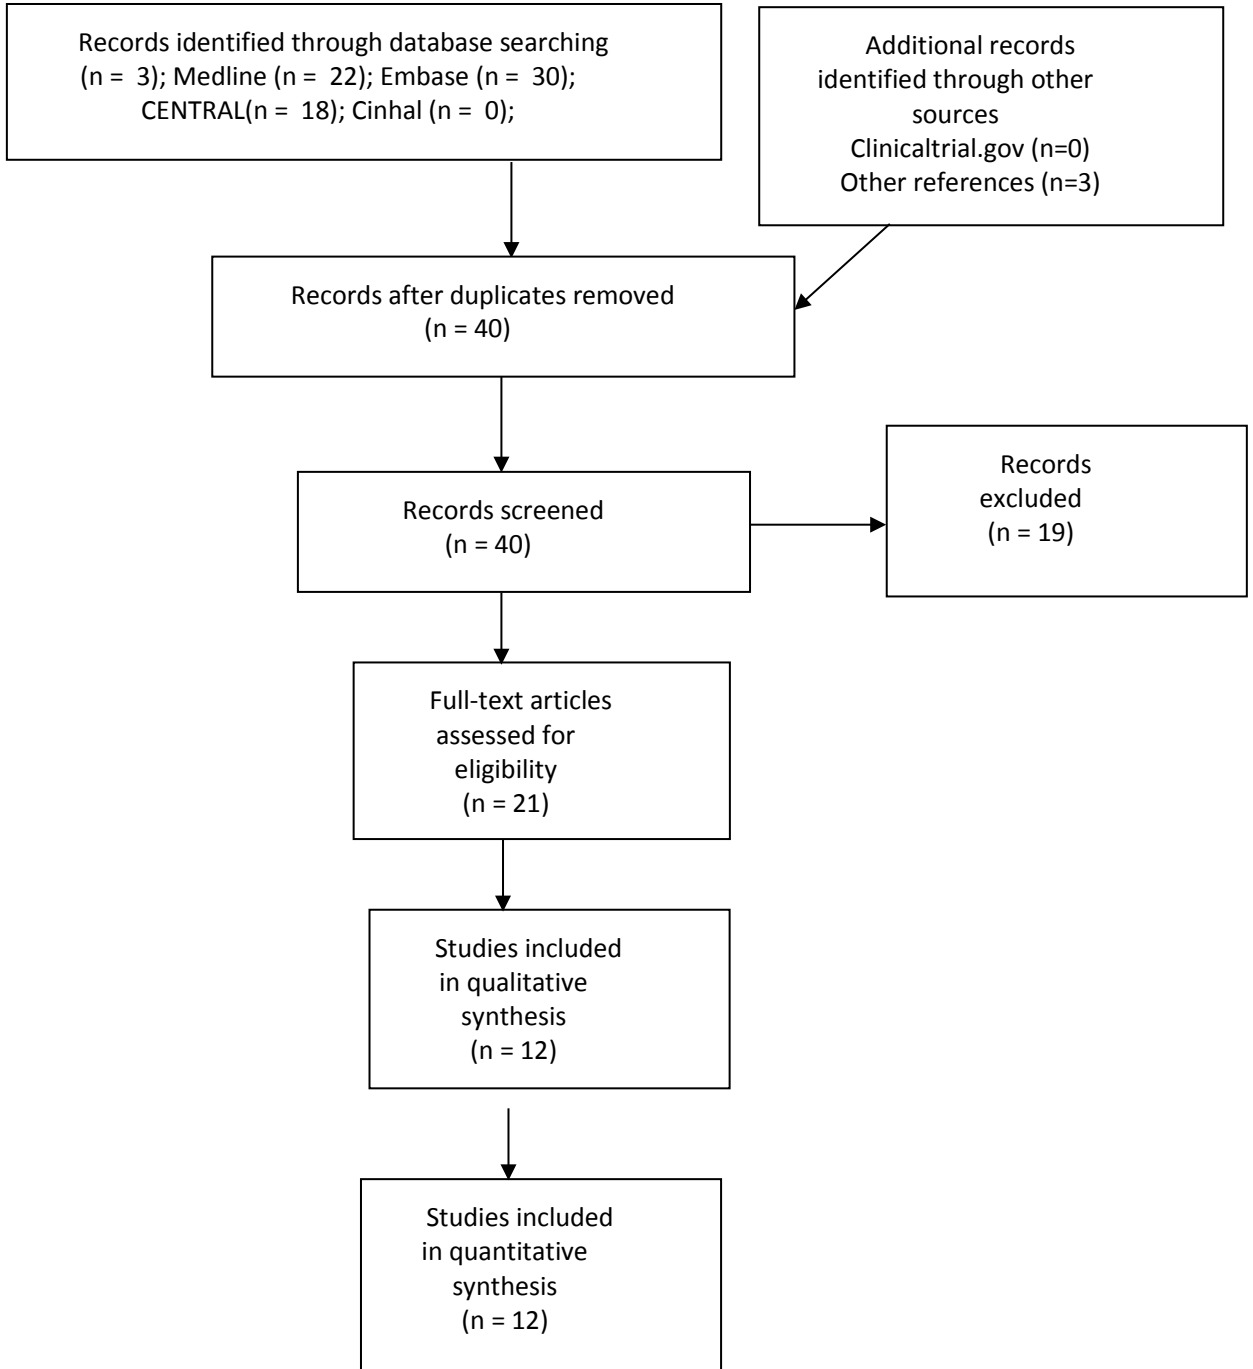 Records identified through database searching
(n = 3); Medline (n = 22); Embase (n = 30);
CENTRAL(n = 18); Cinhal (n = 0);
Additional records
identified through other
sources
Clinicaltrial.gov (n=0)
Other references (n=3)
Records after duplicates removed
(n = 40)
Records screened
(n = 40)
Records
excluded
(n = 19)
Full-text articles
assessed for
eligibility
(n = 21)
Studies included
in qualitative
synthesis
(n = 12)
Studies included
in quantitative
synthesis
(n = 12)